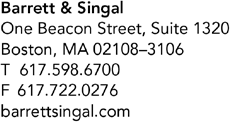 Barrett & Singal
One Beacon Street, Suite 1320
Boston, MA 02108–3106
T 617.598.6700
F 617.722.0276
barrettsingal.com